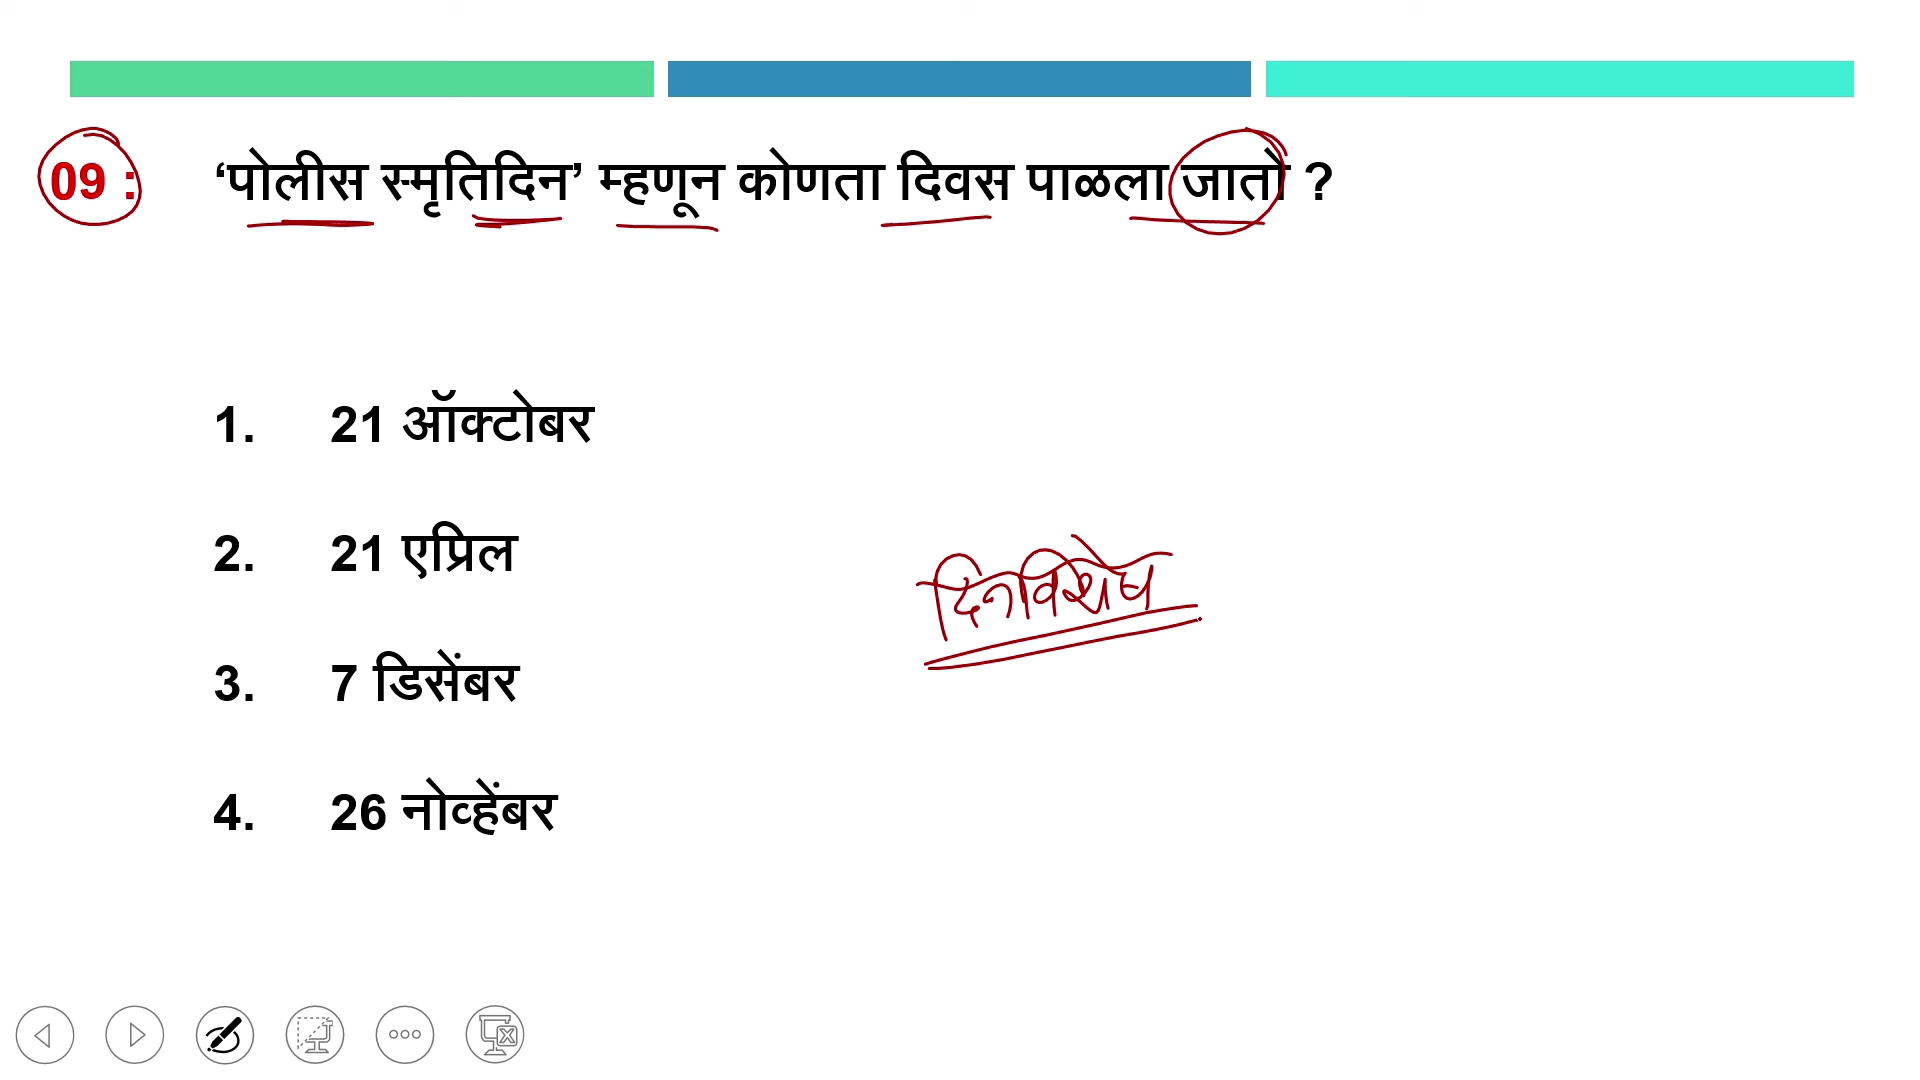 09 : ‘पोलीस स्मृतिदिन’ म्हणून कोणता दिवस पाळला जातो ?
1. 21 ऑक्टोबर
2. 21 एप्रिल
दिनविशेष
3. 7 डिसेंबर
4. 26 नोव्हेंबर